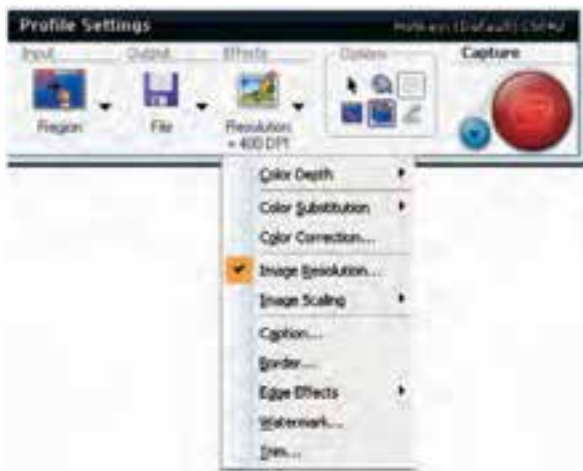 Profile Settings
Input
Output
Effects
Options
Capture
Region
File
Resolution
= 400 DPI
Color Depth
Color Substitution
Color Correction...
Image Resolution...
Image Scaling
Caption...
Border...
Edge Effects
Watermark...
Trim...